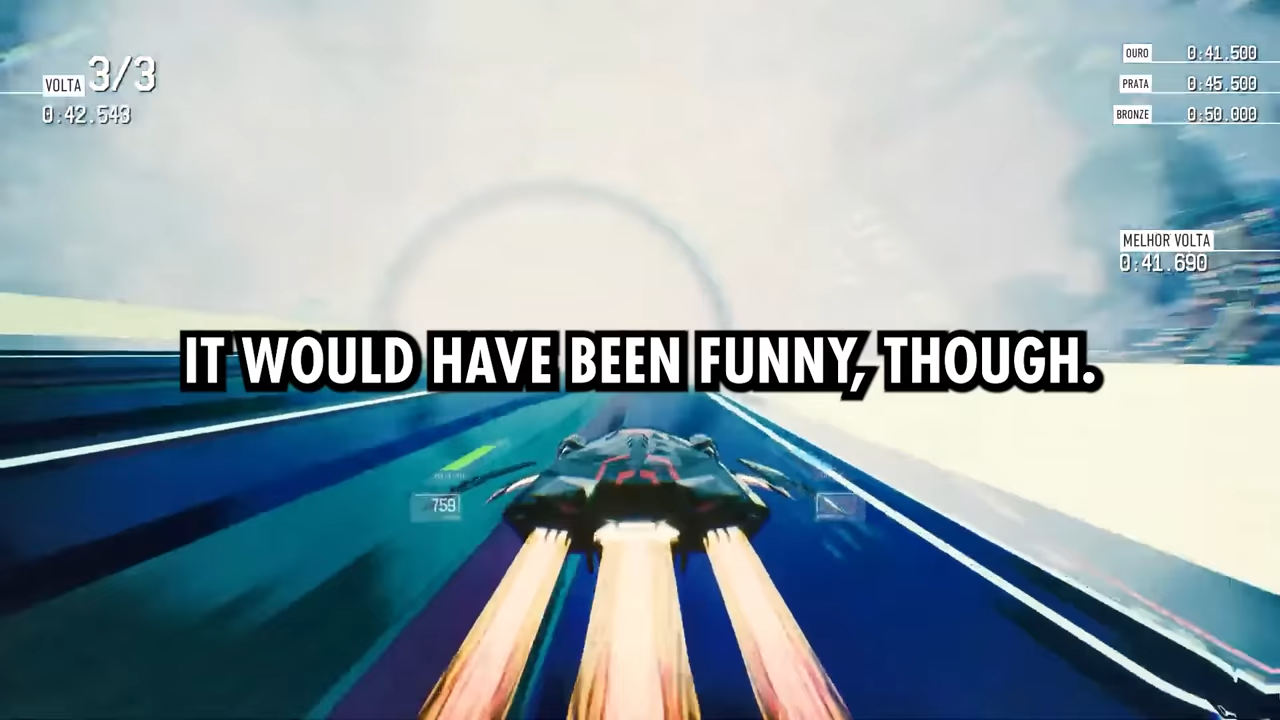 VOLTA 3/3
0:42.543
OURO 0:41.500
PRATA 0:45.500
BRONZE 0:50.000
MELHOR VOLTA
0:41.690
IT WOULD HAVE BEEN FUNNY, THOUGH.
759